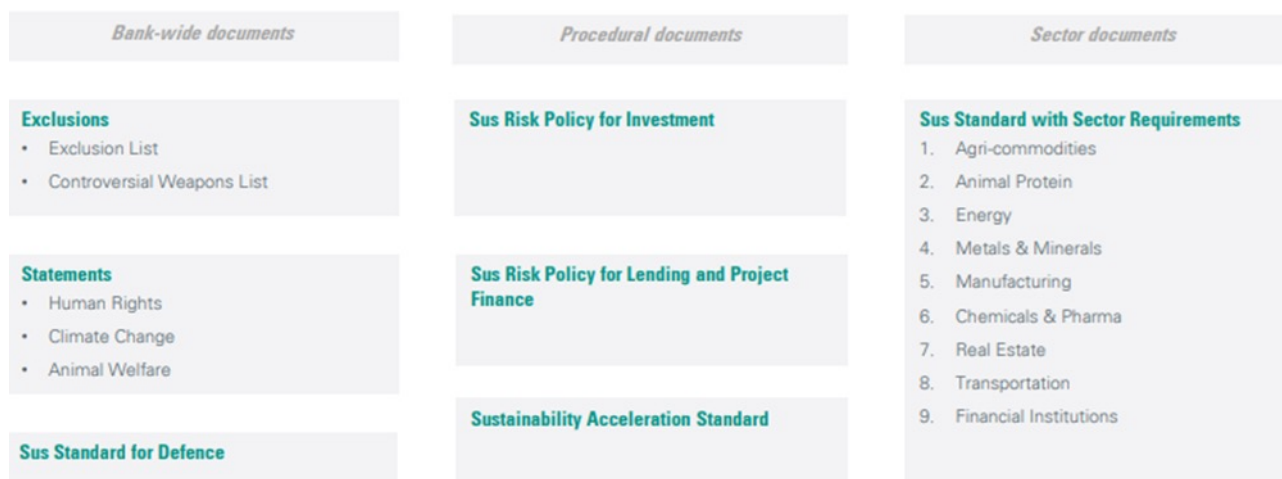 Bank-wide documents
Exclusions
• Exclusion List
• Controversial Weapons List
Statements
• Human Rights
• Climate Change
• Animal Welfare
Sus Standard for Defence
Procedural documents
Sus Risk Policy for Investment
Sus Risk Policy for Lending and Project
Finance
Sustainability Acceleration Standard
Sector documents
Sus Standard with Sector Requirements
1. Agri-commodities
2. Animal Protein
3. Energy
4. Metals & Minerals
5. Manufacturing
6. Chemicals & Pharma
7. Real Estate
8. Transportation
9. Financial Institutions